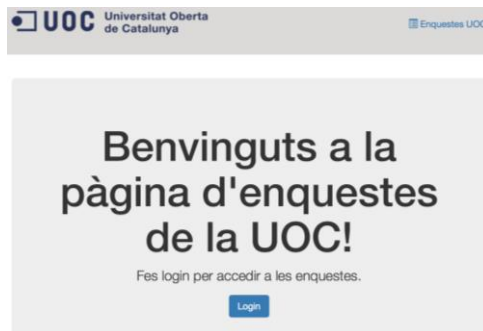 UOC Universitat Oberta
de Catalunya
Enquestes UOC
Benvinguts a la
pàgina d'enquestes
de la UOC!
Fes login per accedir a les enquestes.
Login